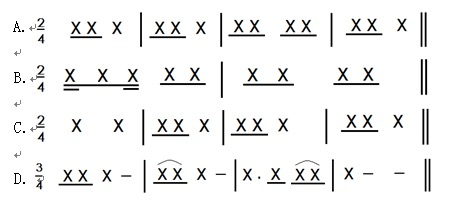 A. 2/4 X X X | X X X | X X X X | X X X ‖
B. 2/4 X X X X X | X X X X ‖
C. 2/4 X X | X X X | X X X | X X X ‖
D. 3/4 X X X – | X X X – | X · X X X | X – – ‖